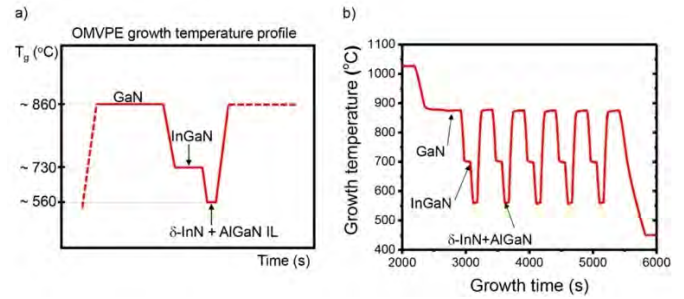 a)
OMVPE growth temperature profile
Tg (°C)
~ 860
~ 730
~ 560
GaN
InGaN
δ-InN + AlGaN IL
Time (s)
b)
Growth temperature (°C)
1100
1000
900
800
700
600
500
400
GaN
InGaN
δ-InN+AlGaN
2000 3000 4000 5000 6000
Growth time (s)